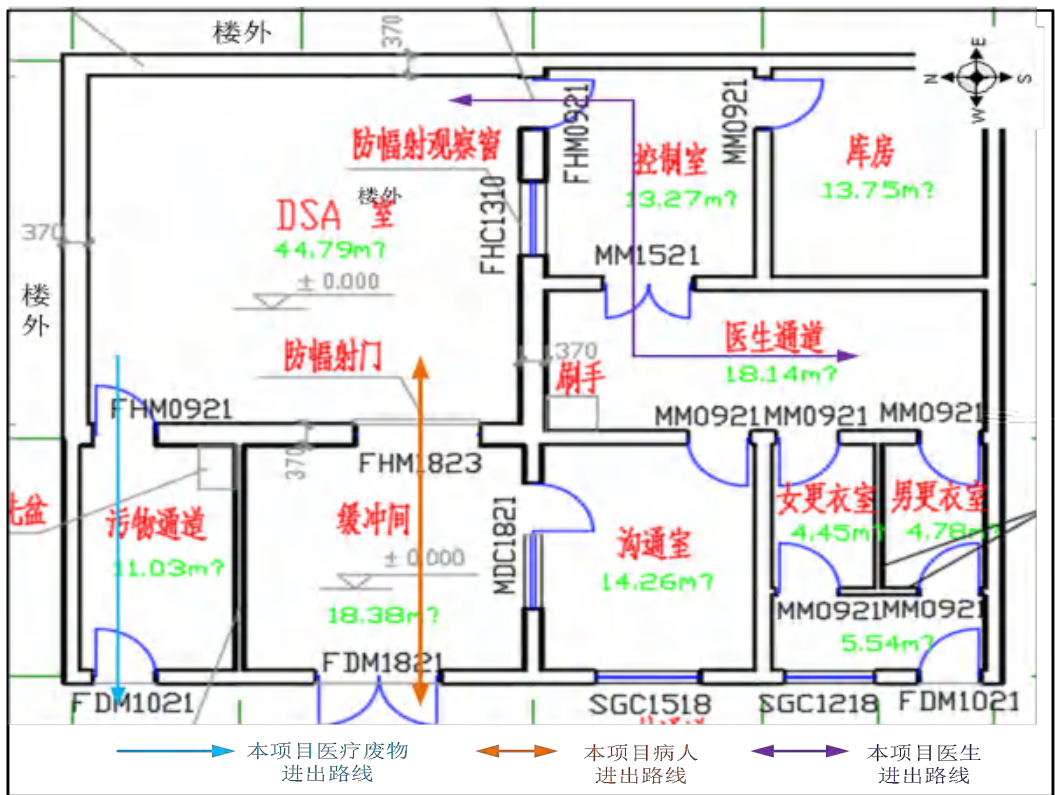 楼外
370
E
N
S
W
防幅射观察窗
FHM0921
控制室
13.27m?
MM0921
库房
13.75m?
楼外
DSA 室
44.79m?
370
FHC1310
MM1521
± 0.000
楼外
防幅射门
370
刷手
医生通道
18.14m?
FHM0921
MM0921
MM0921
MM0921
370
FHM1823
盆
污物通道
11.03m?
缓冲间
± 0.000
18.38m?
MDC1821
沟通室
14.26m?
女更衣室
4.45m?
男更衣室
4.78m?
MM0921
MM0921
5.54m?
FDM1021
FDM1821
SGC1518
SGC1218
FDM1021
本项目医疗废物
进出路线
本项目病人
进出路线
本项目医生
进出路线